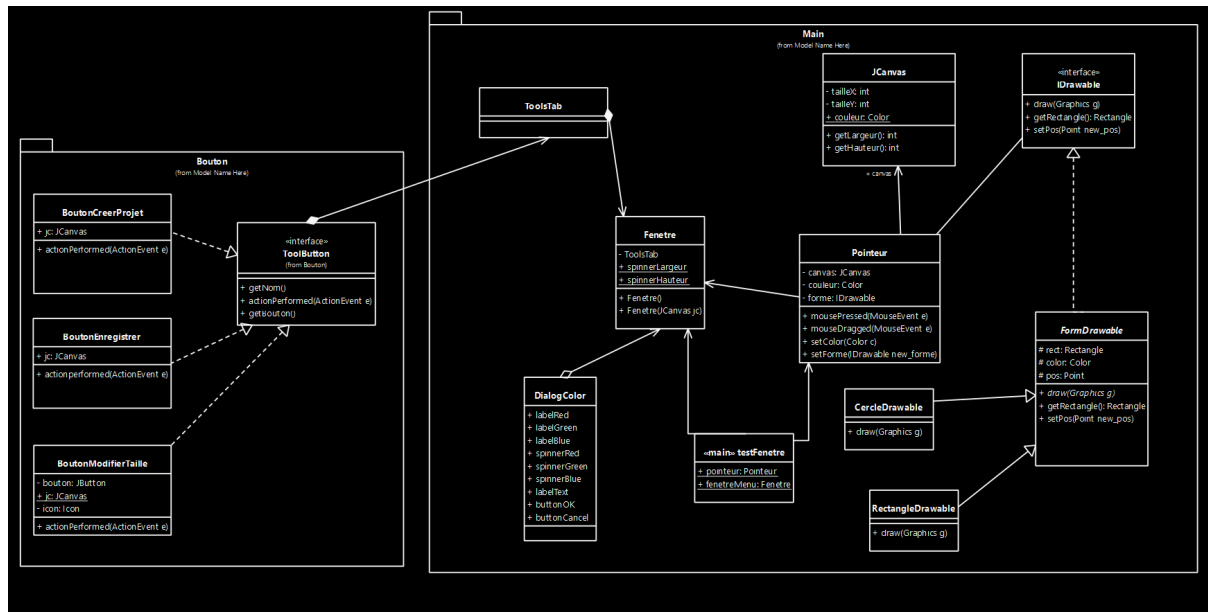 Main
(from Model Name Here)
JCanvas
- tailleX: int
- tailleY: int
+ couleur: Color
+ getLargeur(): int
+ getHauteur(): int
«interface»
IDrawable
+ draw(Graphics g)
+ getRectangle(): Rectangle
+ setPos(Point new_pos)
ToolsTab
Bouton
(from Model Name Here)
+ canvas
BoutonCreerProjet
+ jc: JCanvas
+ actionPerformed(ActionEvent e)
«interface»
ToolButton
(from Bouton)
+ getNom()
+ actionPerformed(ActionEvent e)
+ getBouton()
Fenetre
- ToolsTab
+ spinnerLargeur
+ spinnerHauteur
+ Fenetre()
+ Fenetre(JCanvas jc)
Pointeur
- canvas: JCanvas
- couleur: Color
- forme: IDrawable
+ mousePressed(MouseEvent e)
+ mouseDragged(MouseEvent e)
+ setColor(Color c)
+ setForme(IDrawable new_forme)
BoutonEnregistrer
+ jc: JCanvas
+ actionperformed(ActionEvent e)
FormDrawable
# rect: Rectangle
# color: Color
# pos: Point
+ draw(Graphics g)
+ getRectangle(): Rectangle
+ setPos(Point new_pos)
DialogColor
+ labelRed
+ labelGreen
+ labelBlue
+ spinnerRed
+ spinnerGreen
+ spinnerBlue
+ labelText
+ buttonOK
+ buttonCancel
CercleDrawable
+ draw(Graphics g)
«main» testFenetre
+ pointeur: Pointeur
+ fenetreMenu: Fenetre
BoutonModifierTaille
- bouton: JButton
+ jc: JCanvas
- icon: Icon
+ actionPerformed(ActionEvent e)
RectangleDrawable
+ draw(Graphics g)